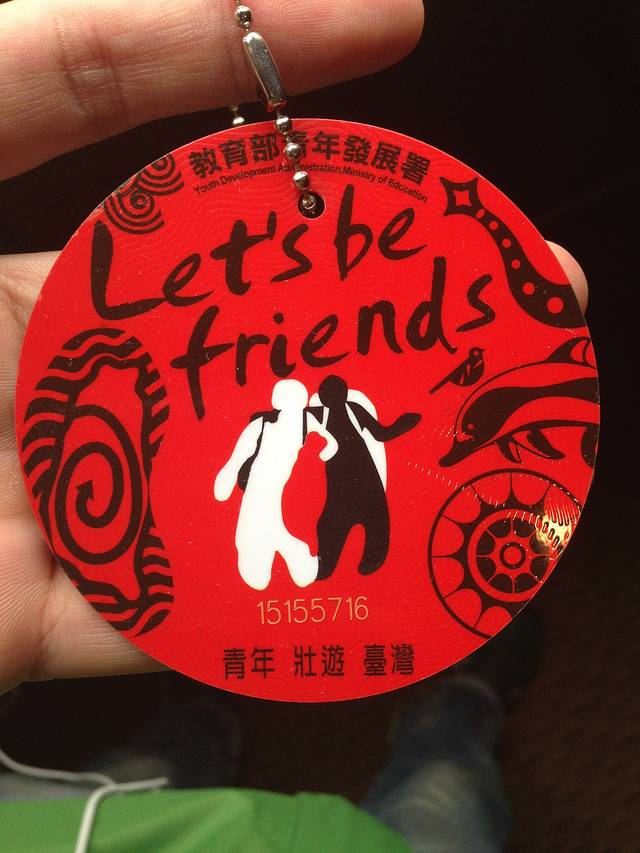 教育部青年發展署
Youth Development Administration,Ministry of Education
Let's be
friends
15155716
青年 壯遊 臺灣